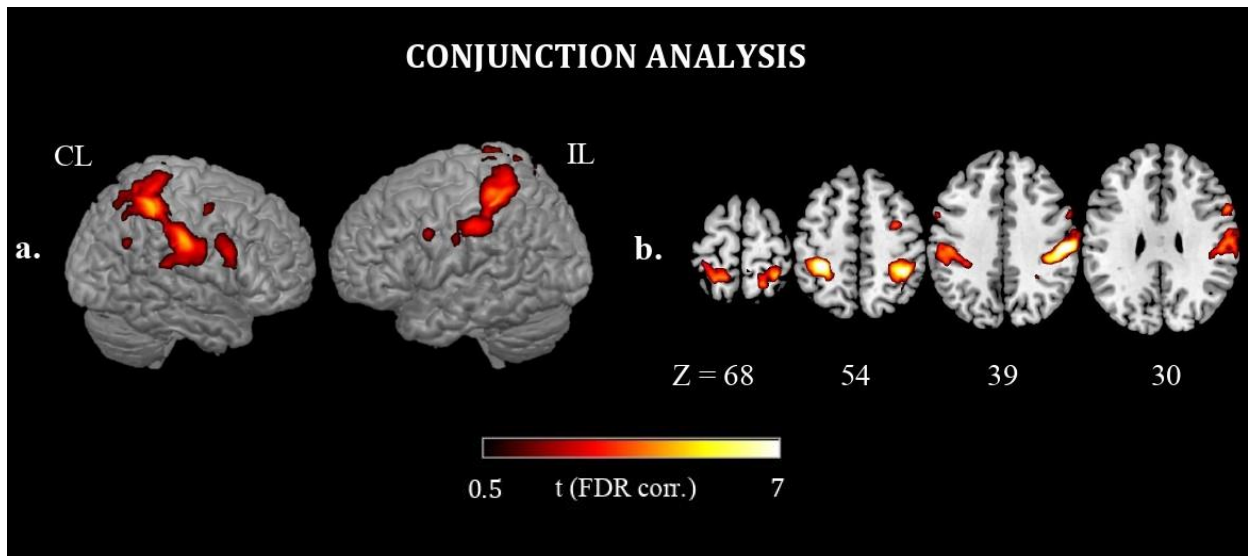 CONJUNCTION ANALYSIS
CL
IL
a.
b.
Z = 68 54 39 30
0.5 t (FDR corr.) 7